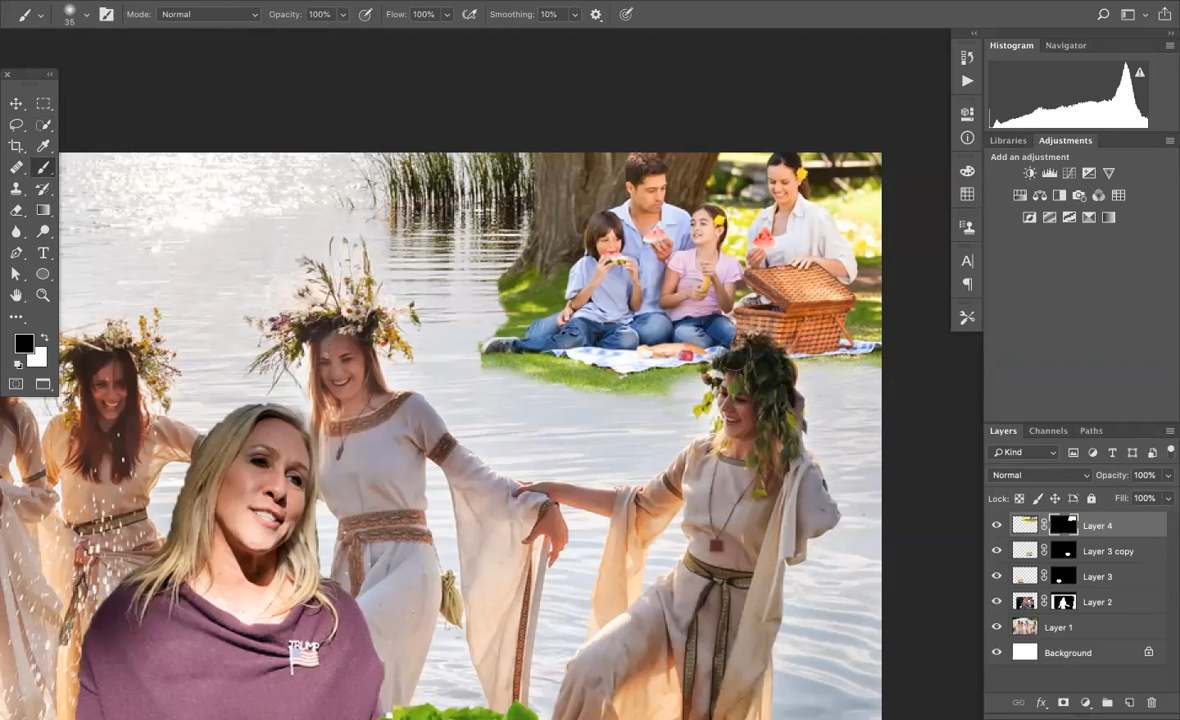 35
Mode: Normal
Opacity: 100%
Flow: 100%
Smoothing: 10%
Histogram
Navigator
Libraries
Adjustments
Add an adjustment
A
T
TRUMP
Layers
Channels
Paths
Kind
T
Normal
Opacity: 100%
Lock:
Fill: 100%
Layer 4
Layer 3 copy
Layer 3
Layer 2
Layer 1
Background
fx